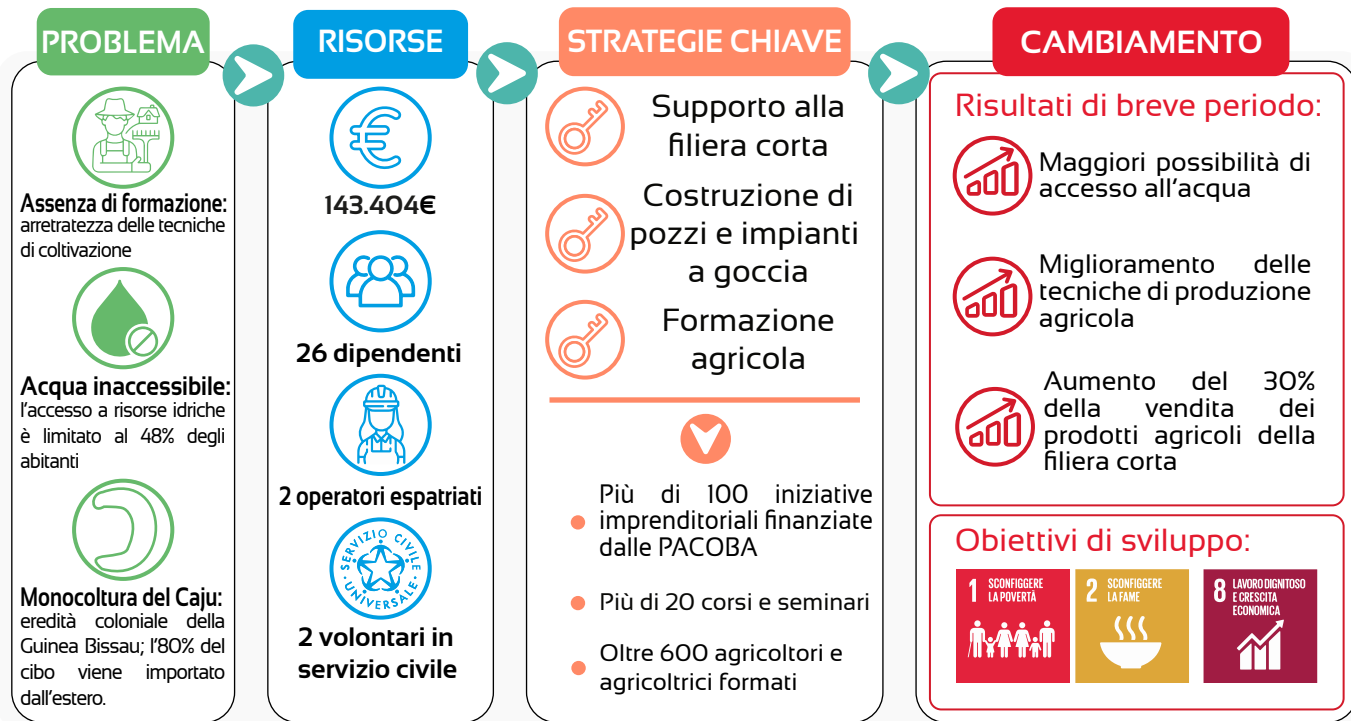 PROBLEMA
Assenza di formazione:
arretratezza delle tecniche
di coltivazione
Acqua inaccessibile:
l'accesso a risorse idriche
è limitato al 48% degli
abitanti
Monocoltura del Caju:
eredità coloniale della
Guinea Bissau; l'80% del
cibo viene importato
dall'estero.
RISORSE
143.404€
26 dipendenti
2 operatori espatriati
SERVIZIO CIVILE
UNIVERSALE
2 volontari in
servizio civile
STRATEGIE CHIAVE
Supporto alla
filiera corta
Costruzione di
pozzi e impianti
a goccia
Formazione
agricola
Più di 100 iniziative
imprenditoriali finanziate
dalle PACOBA
Più di 20 corsi e seminari
Oltre 600 agricoltori e
agricoltrici formati
CAMBIAMENTO
Risultati di breve periodo:
Maggiori possibilità di
accesso all'acqua
Miglioramento delle
tecniche di produzione
agricola
Aumento del 30%
della vendita dei
prodotti agricoli della
filiera corta
Obiettivi di sviluppo:
1 SCONFIGGERE
LA POVERTÀ
2 SCONFIGGERE
LA FAME
8 LAVORO DIGNITOSO
E CRESCITA
ECONOMICA